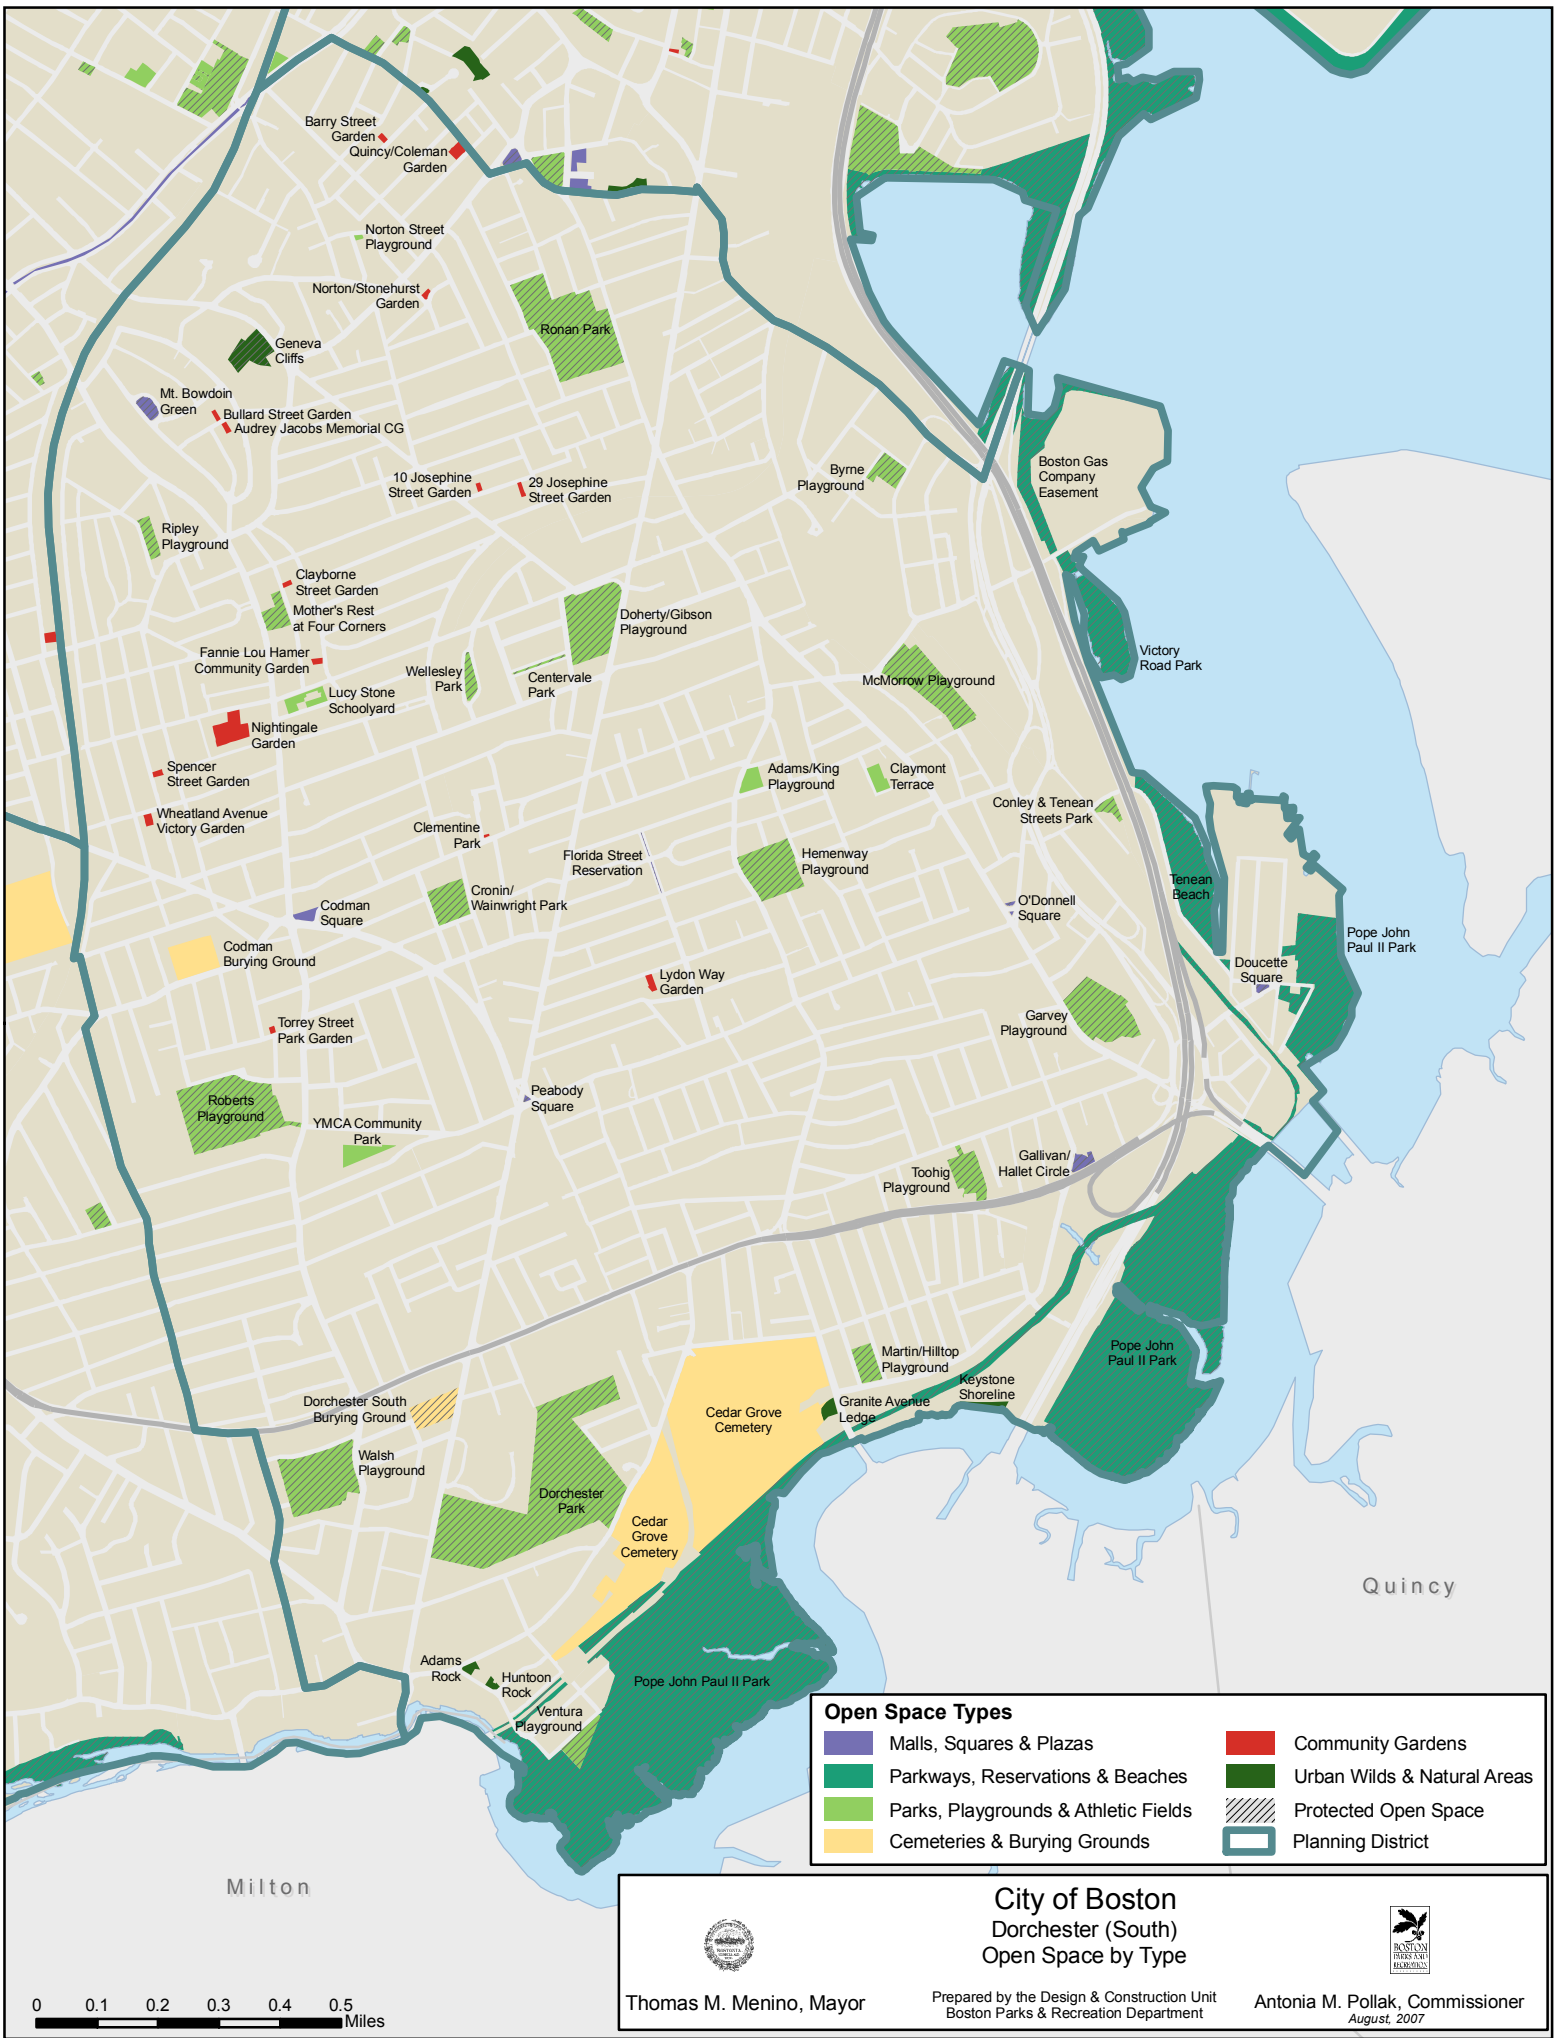 Barry Street
Garden
Quincy/Coleman
Garden
Norton Street
Playground
Norton/Stonehurst
Garden
Ronan Park
Geneva
Cliffs
Mt. Bowdoin
Green
Bullard Street Garden
Audrey Jacobs Memorial CG
10 Josephine
Street Garden
29 Josephine
Street Garden
Byrne
Playground
Boston Gas
Company
Easement
Ripley
Playground
Clayborne
Street Garden
Mother's Rest
at Four Corners
Doherty/Gibson
Playground
Fannie Lou Hamer
Community Garden
Wellesley
Park
Centervale
Park
McMorrow Playground
Victory
Road Park
Lucy Stone
Schoolyard
Nightingale
Garden
Spencer
Street Garden
Adams/King
Playground
Claymont
Terrace
Conley & Tenean
Streets Park
Wheatland Avenue
Victory Garden
Clementine
Park
Florida Street
Reservation
Hemenway
Playground
Tenean
Beach
Cronin/
Wainwright Park
Codman
Square
O'Donnell
Square
Pope John
Paul II Park
Codman
Burying Ground
Doucette
Square
Lydon Way
Garden
Garvey
Playground
Torrey Street
Park Garden
Peabody
Square
Roberts
Playground
YMCA Community
Park
Toohig
Playground
Gallivan/
Hallet Circle
Martin/Hilltop
Playground
Pope John
Paul II Park
Keystone
Shoreline
Dorchester South
Burying Ground
Cedar Grove
Cemetery
Granite Avenue
Ledge
Walsh
Playground
Dorchester
Park
Cedar
Grove
Cemetery
Quincy
Adams
Rock
Huntoon
Rock
Pope John Paul II Park
Ventura
Playground
Milton
Open Space Types
Malls, Squares & Plazas
Parkways, Reservations & Beaches
Parks, Playgrounds & Athletic Fields
Cemeteries & Burying Grounds
Community Gardens
Urban Wilds & Natural Areas
Protected Open Space
Planning District
City of Boston
Dorchester (South)
Open Space by Type
BOSTON
PARKS AND
RECREATION
Thomas M. Menino, Mayor
Prepared by the Design & Construction Unit
Boston Parks & Recreation Department
Antonia M. Pollak, Commissioner
August, 2007
0 0.1 0.2 0.3 0.4 0.5
Miles